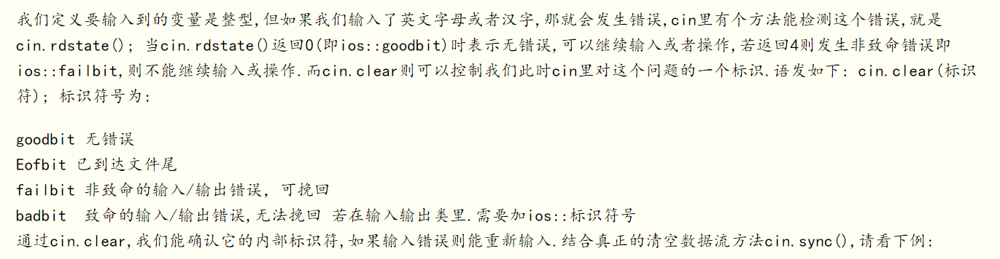 我们定义要输入到的变量是整型,但如果我们输入了英文字母或者汉字,那就会发生错误,cin里有个方法能检测这个错误,就是
cin.rdstate(); 当cin.rdstate()返回0(即ios::goodbit)时表示无错误,可以继续输入或者操作,若返回4则发生非致命错误即
ios::failbit,则不能继续输入或操作.而cin.clear则可以控制我们此时cin里对这个问题的一个标识.语发如下: cin.clear(标识
符); 标识符号为:
goodbit 无错误
Eofbit 已到达文件尾
failbit 非致命的输入/输出错误, 可挽回
badbit 致命的输入/输出错误,无法挽回 若在输入输出类里.需要加ios::标识符号
通过cin.clear,我们能确认它的内部标识符,如果输入错误则能重新输入.结合真正的清空数据流方法cin.sync(),请看下例: